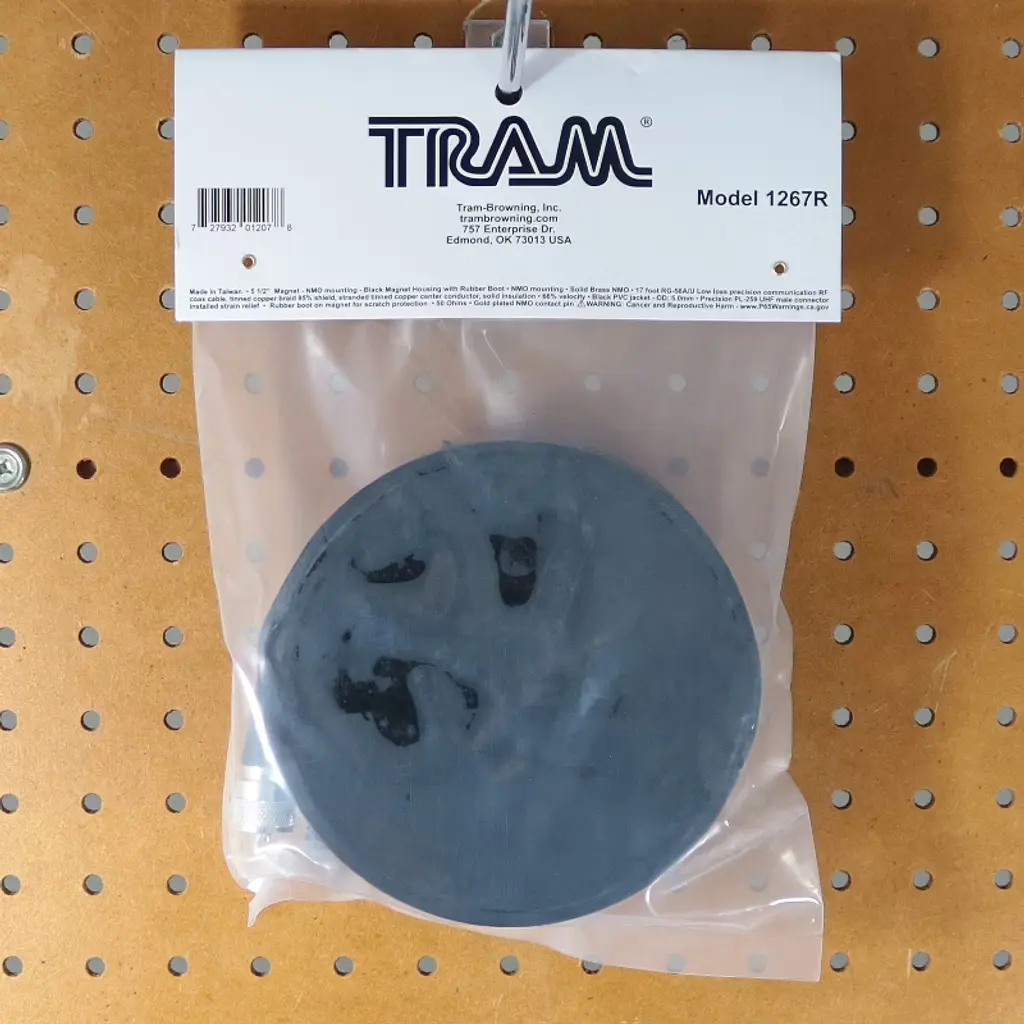 TRAM®
Model 1267R
Tram-Browning, Inc.
trambrowning.com
757 Enterprise Dr.
Edmond, OK 73013 USA
7 27932 01207 8
Made in Taiwan • 5 1/2" Magnet - NMO mounting - Black Magnet Housing with Rubber Boot • NMO mounting • Solid Brass NMO • 17 foot RG-58A/U Low loss precision communication RF
coax cable, tinned copper braid 95% shield, stranded tinned copper center conductor, solid insulation • 66% velocity • Black PVC jacket - OD: 5.0mm • Precision PL-259 UHF male connector
Installed strain relief • Rubber boot on magnet for scratch protection • 50 Ohms • Gold plated NMO contact pin ⚠WARNING: Cancer and Reproductive Harm - www.P65Warnings.ca.gov